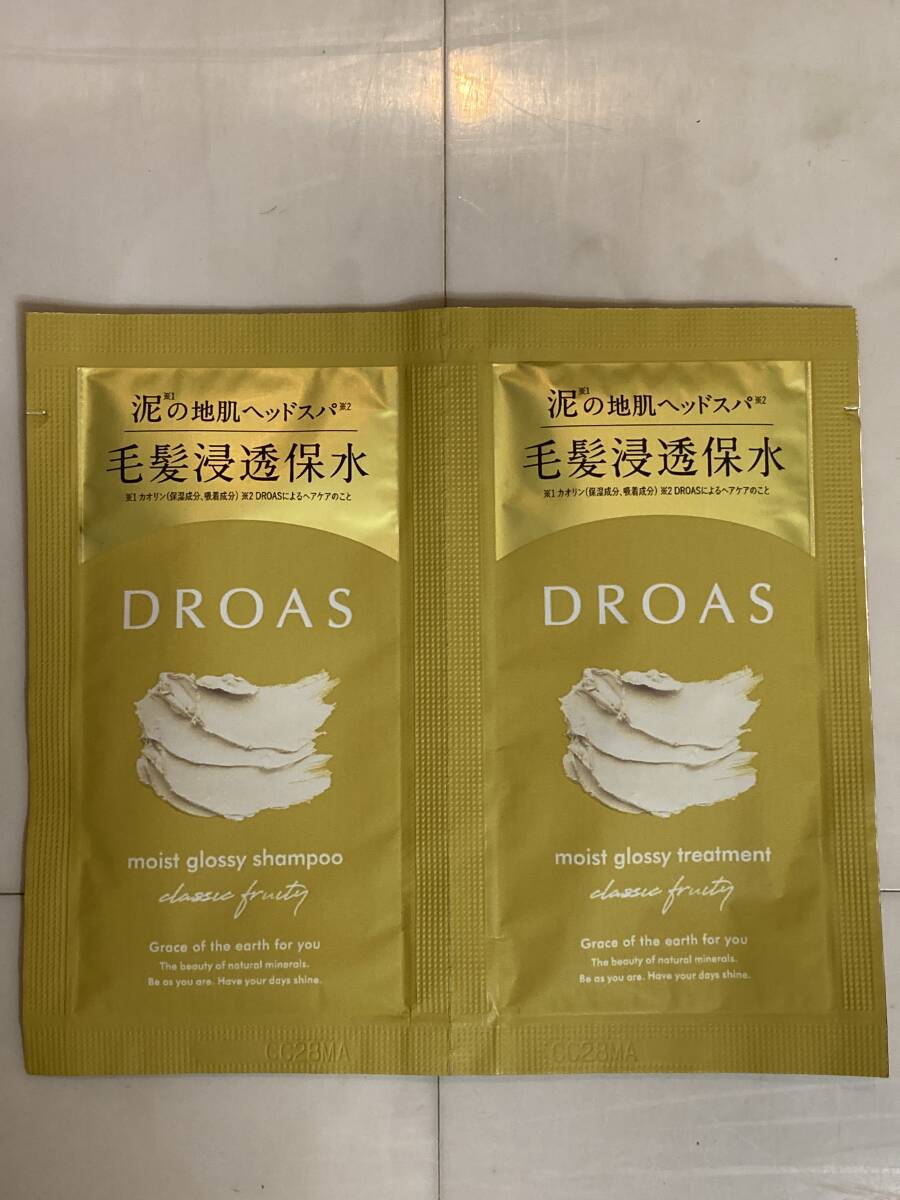 泥※1の地肌ヘッドスパ※2
毛髪浸透保水
※1 カオリン(保湿成分、吸着成分) ※2 DROASによるヘアケアのこと
DROAS
moist glossy shampoo
classic fruity
Grace of the earth for you
The beauty of natural minerals.
Be as you are. Have your days shine.
CC28MA
泥※1の地肌ヘッドスパ※2
毛髪浸透保水
※1 カオリン(保湿成分、吸着成分) ※2 DROASによるヘアケアのこと
DROAS
moist glossy treatment
classic fruity
Grace of the earth for you
The beauty of natural minerals.
Be as you are. Have your days shine.
CC28MA